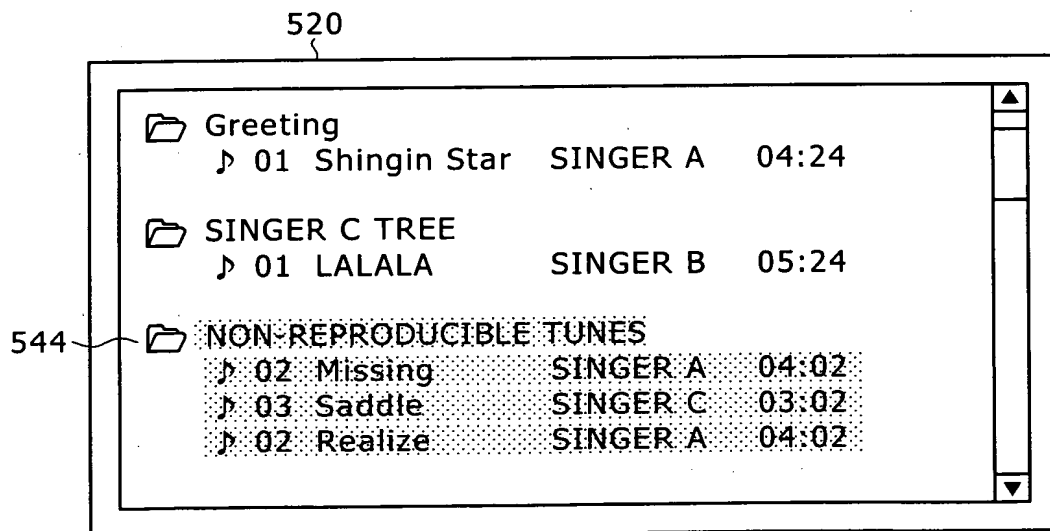 520
Greeting
♪ 01 Shingin Star SINGER A 04:24
SINGER C TREE
♪ 01 LALALA SINGER B 05:24
544 NON-REPRODUCIBLE TUNES
♪ 02 Missing SINGER A 04:02
♪ 03 Saddle SINGER C 03:02
♪ 02 Realize SINGER A 04:02